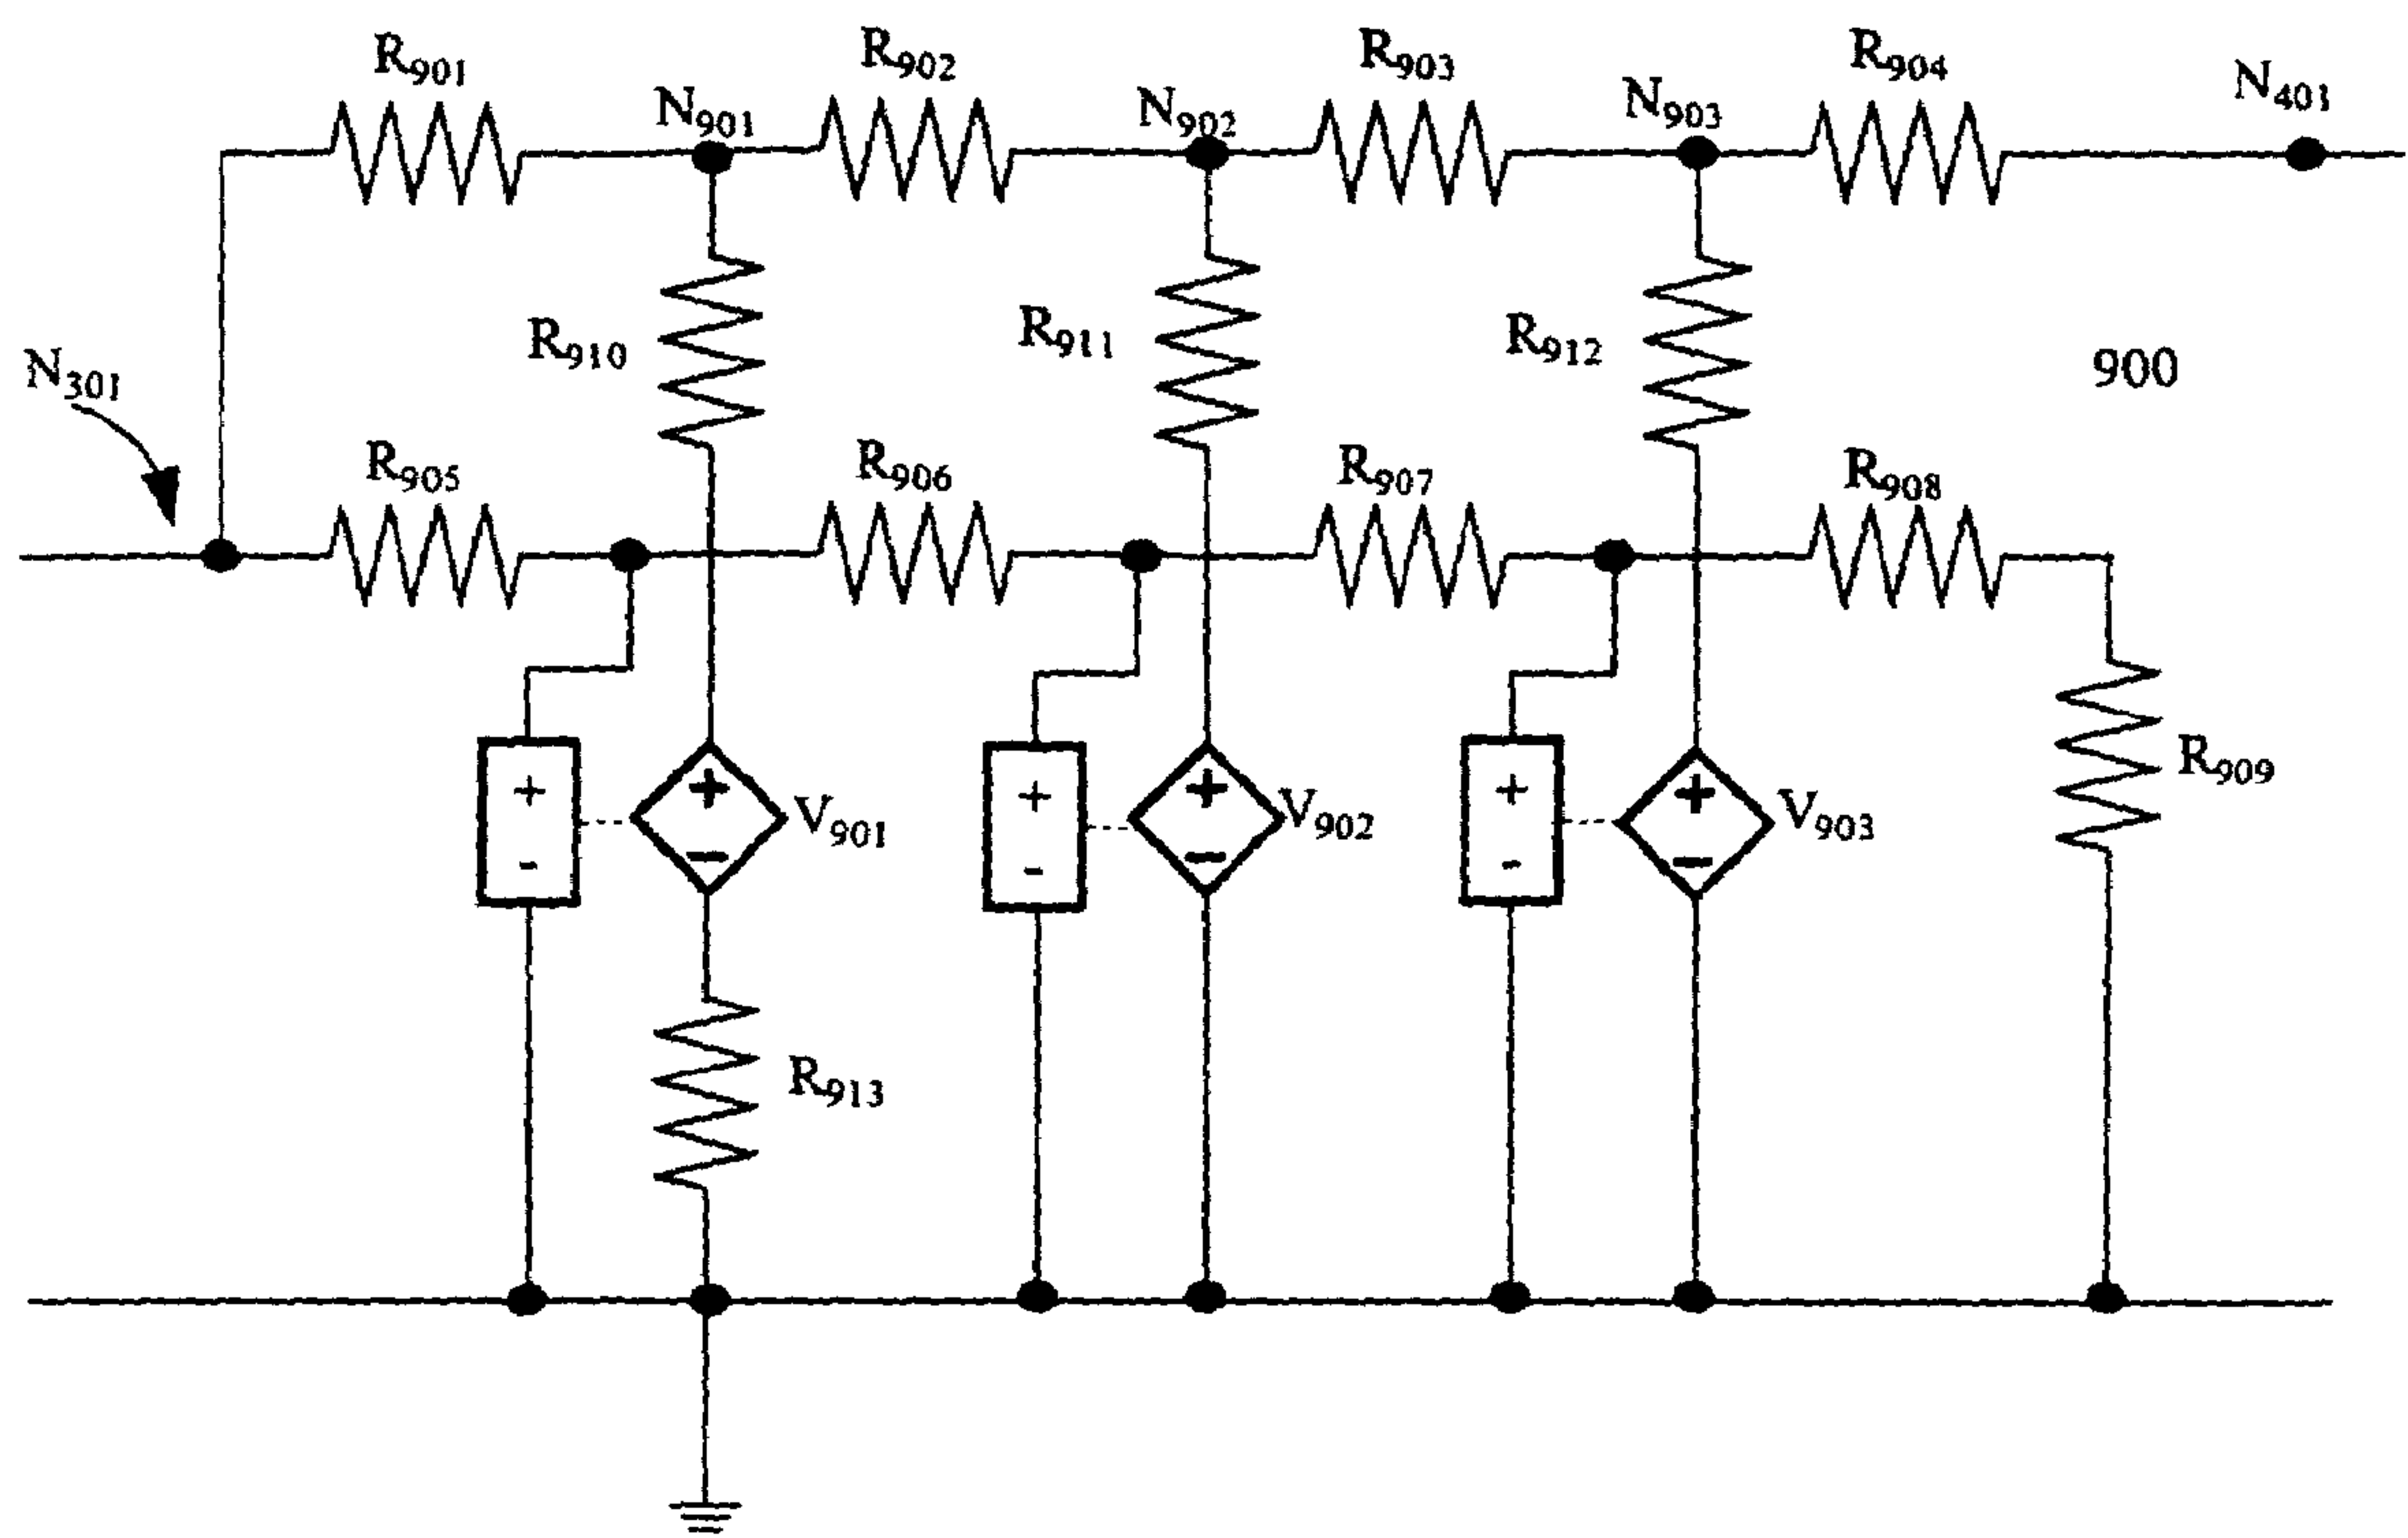 R901
N901
R902
N902
R903
N903
R904
N401
R910
R911
R912
900
N301
R905
R906
R907
R908
+
-
+
−
V901
+
-
+
−
V902
+
-
+
−
V903
R909
R913